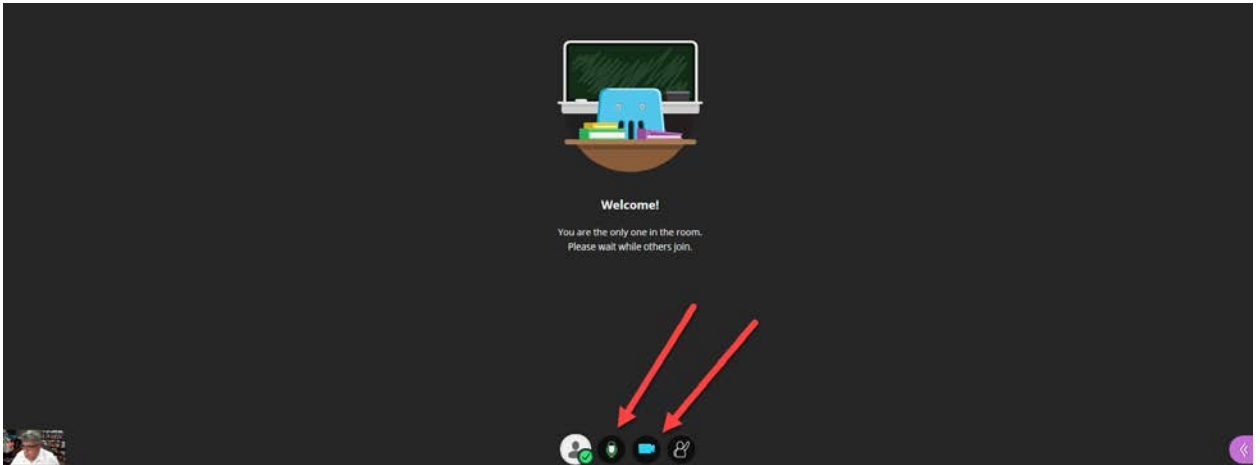 Welcome!
You are the only one in the room.
Please wait while others join.